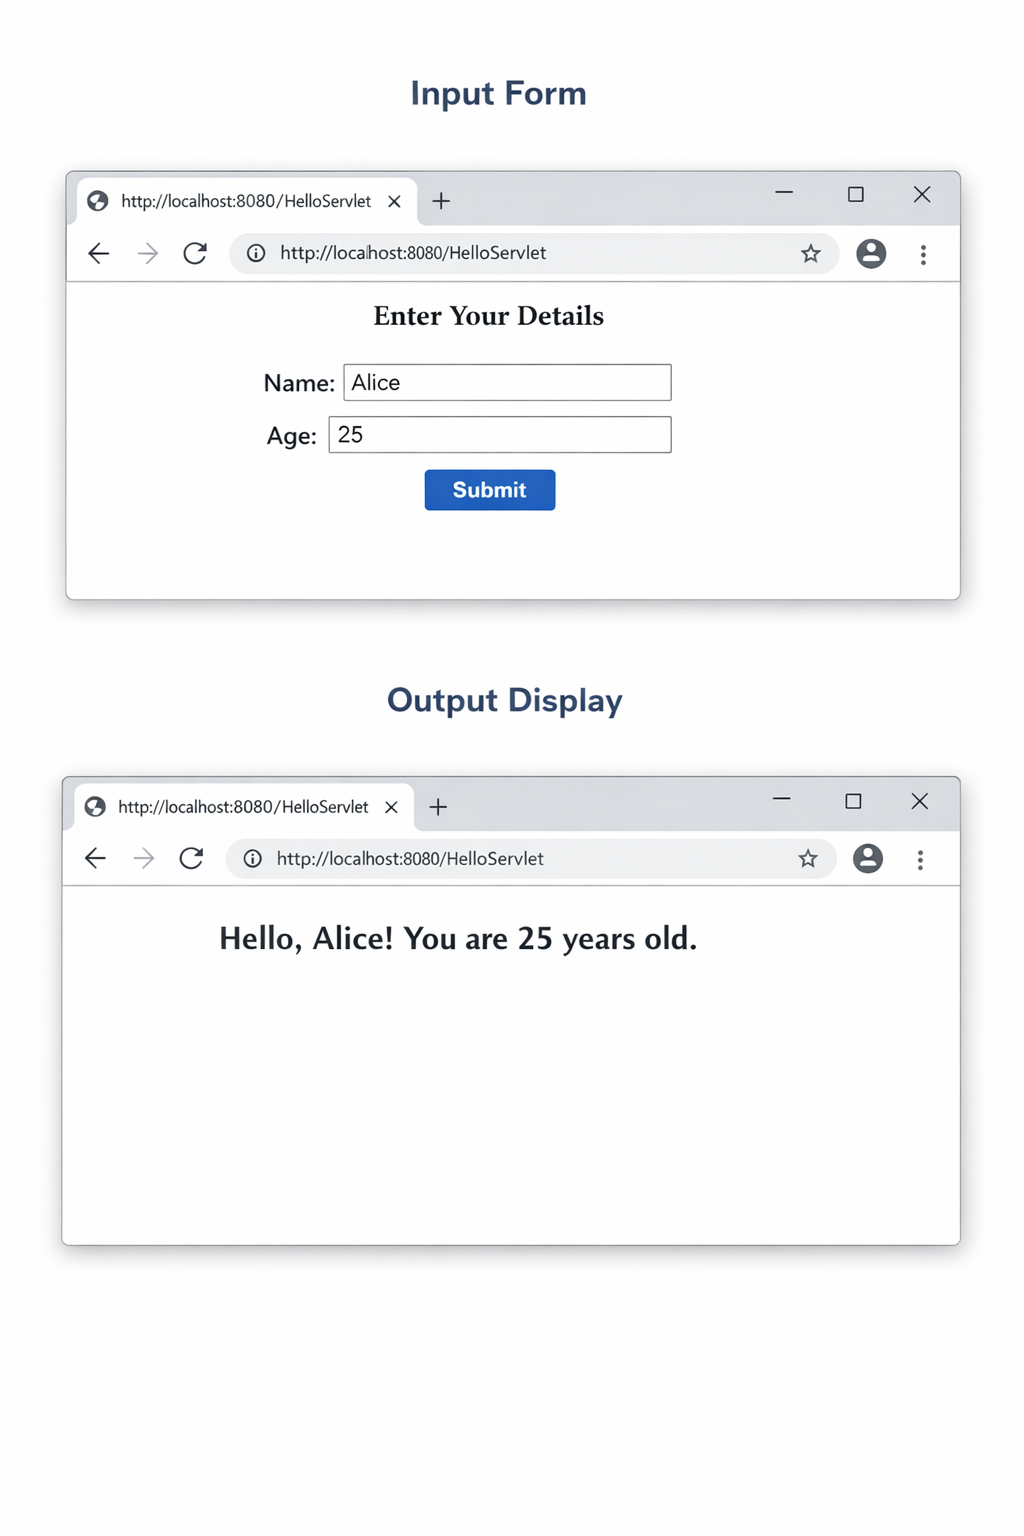 Input Form
http://localhost:8080/HelloServlet
http://localhost:8080/HelloServlet
Enter Your Details
Name: Alice
Age: 25
Submit
Output Display
http://localhost:8080/HelloServlet
http://localhost:8080/HelloServlet
Hello, Alice! You are 25 years old.